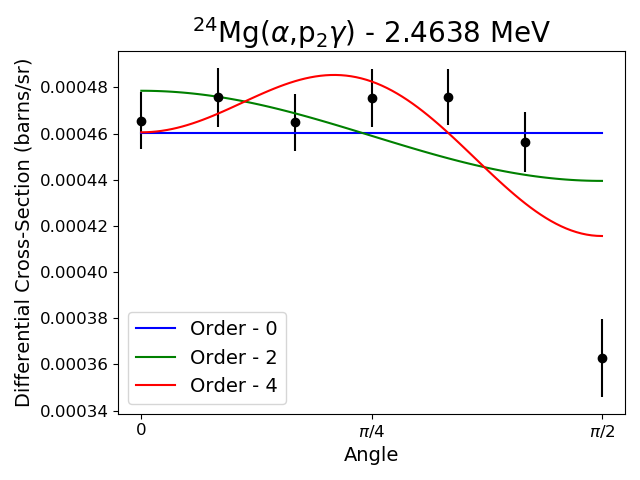 ²⁴Mg(α,p₂γ) - 2.4638 MeV
Differential Cross-Section (barns/sr)
0.00048
0.00046
0.00044
0.00042
0.00040
0.00038
0.00036
0.00034
Order - 0
Order - 2
Order - 4
0 π/4 π/2
Angle